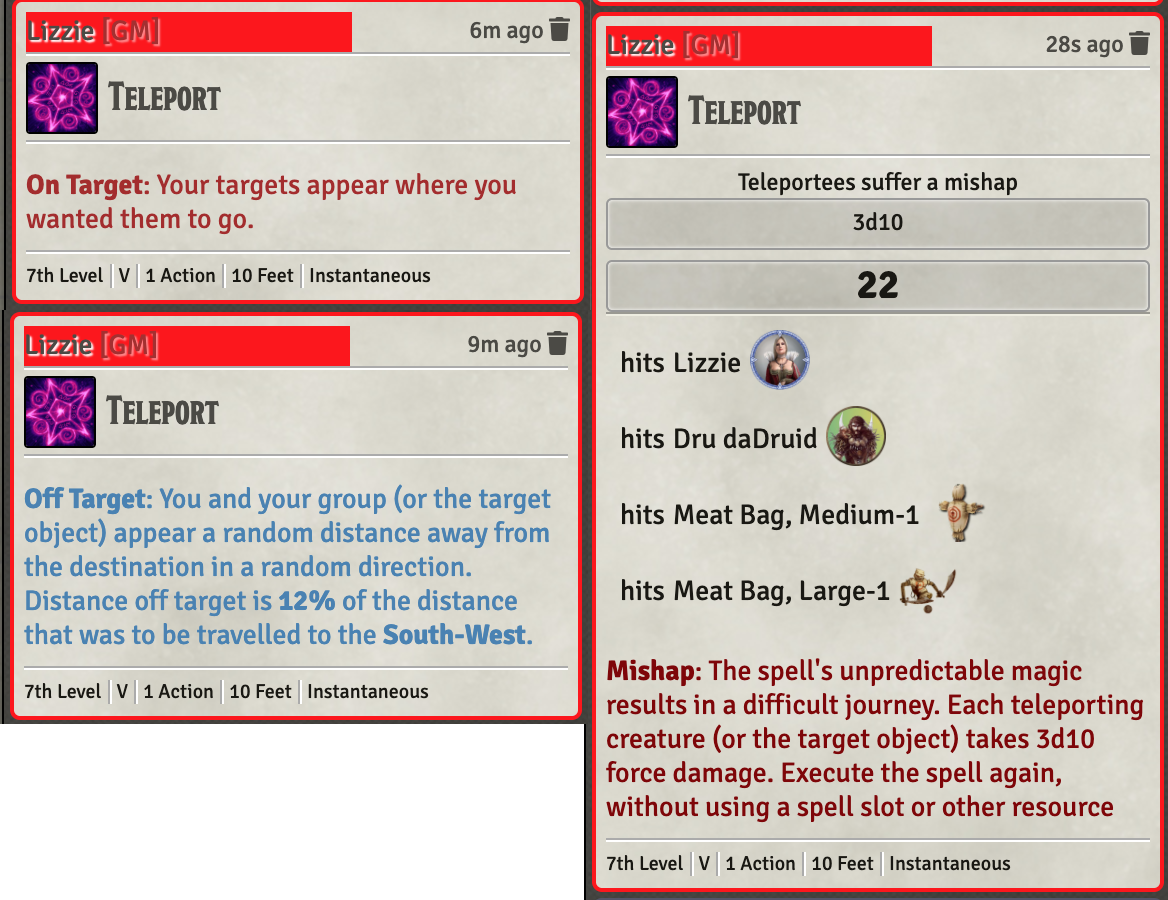 Lizzie [GM] 6m ago
Teleport
On Target: Your targets appear where you
wanted them to go.
7th Level | V | 1 Action | 10 Feet | Instantaneous
Lizzie [GM] 9m ago
Teleport
Off Target: You and your group (or the target
object) appear a random distance away from
the destination in a random direction.
Distance off target is 12% of the distance
that was to be travelled to the South-West.
7th Level | V | 1 Action | 10 Feet | Instantaneous
Lizzie [GM] 28s ago
Teleport
Teleportees suffer a mishap
3d10
22
hits Lizzie
hits Dru daDruid
hits Meat Bag, Medium-1
hits Meat Bag, Large-1
Mishap: The spell's unpredictable magic
results in a difficult journey. Each teleporting
creature (or the target object) takes 3d10
force damage. Execute the spell again,
without using a spell slot or other resource
7th Level | V | 1 Action | 10 Feet | Instantaneous